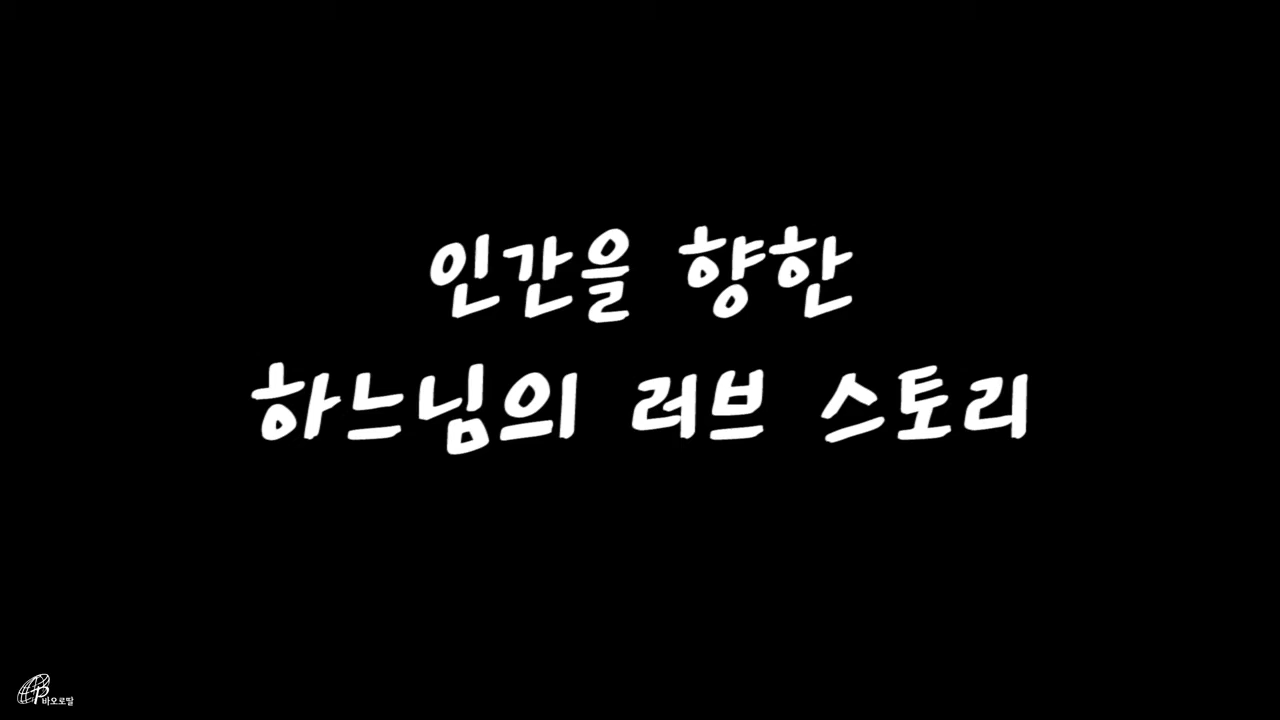 인간을 향한
하느님의 러브 스토리
바오로딸